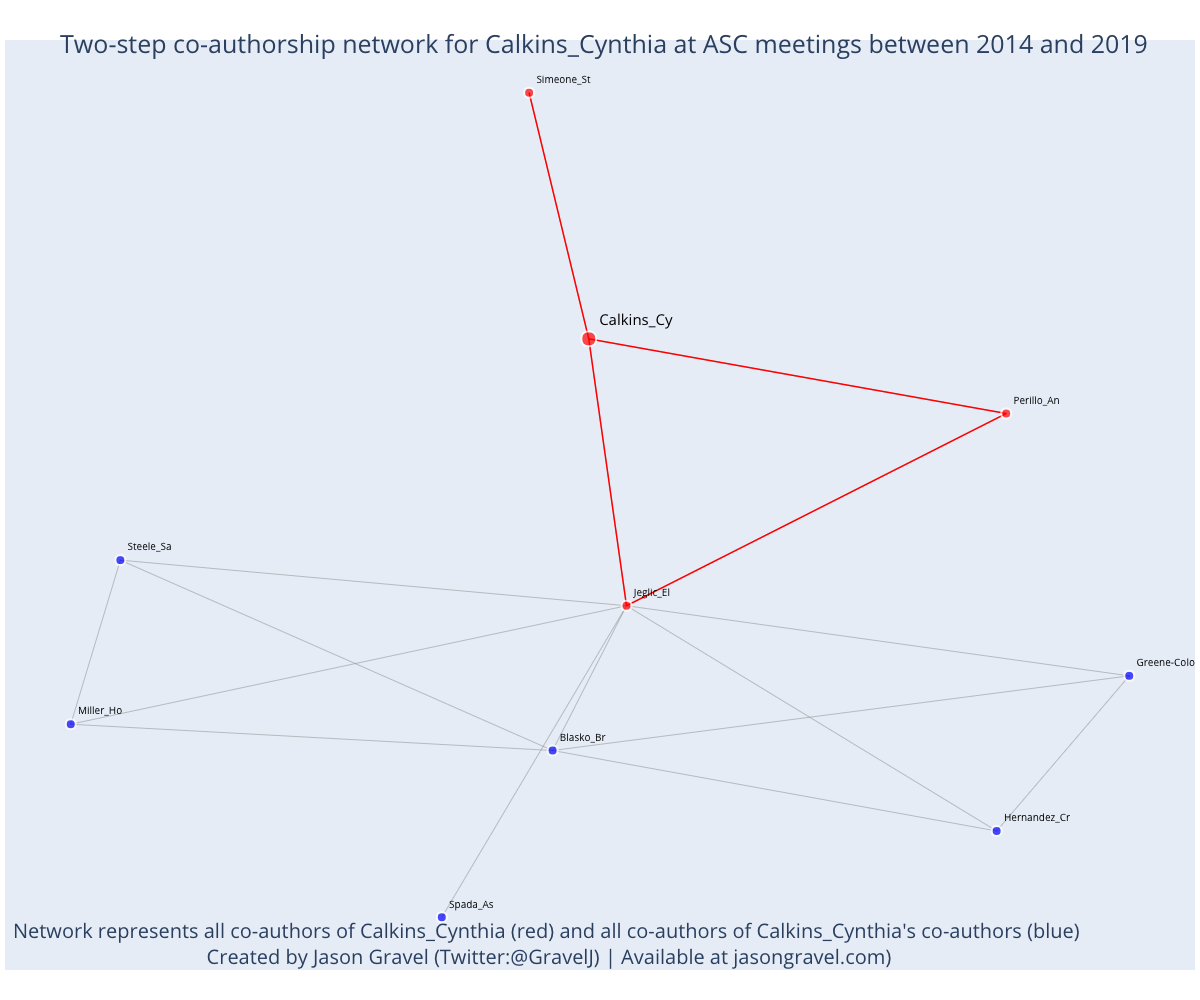 Two-step co-authorship network for Calkins_Cynthia at ASC meetings between 2014 and 2019
Simeone_St
Calkins_Cy
Perillo_An
Steele_Sa
Jeglic_El
Greene-Colo
Miller_Ho
Blasko_Br
Hernandez_Cr
Spada_As
Network represents all co-authors of Calkins_Cynthia (red) and all co-authors of Calkins_Cynthia's co-authors (blue)
Created by Jason Gravel (Twitter:@GravelJ) | Available at jasongravel.com)